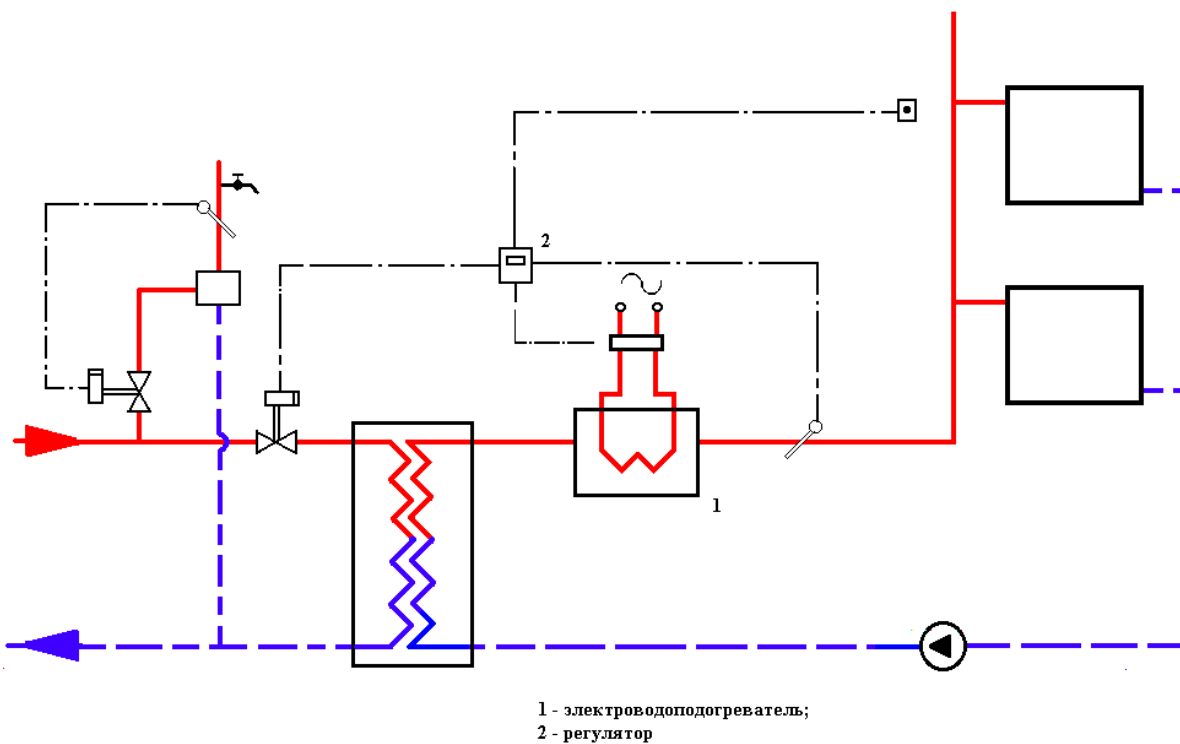 2
1
1 - электроводоподогреватель;
2 - регулятор